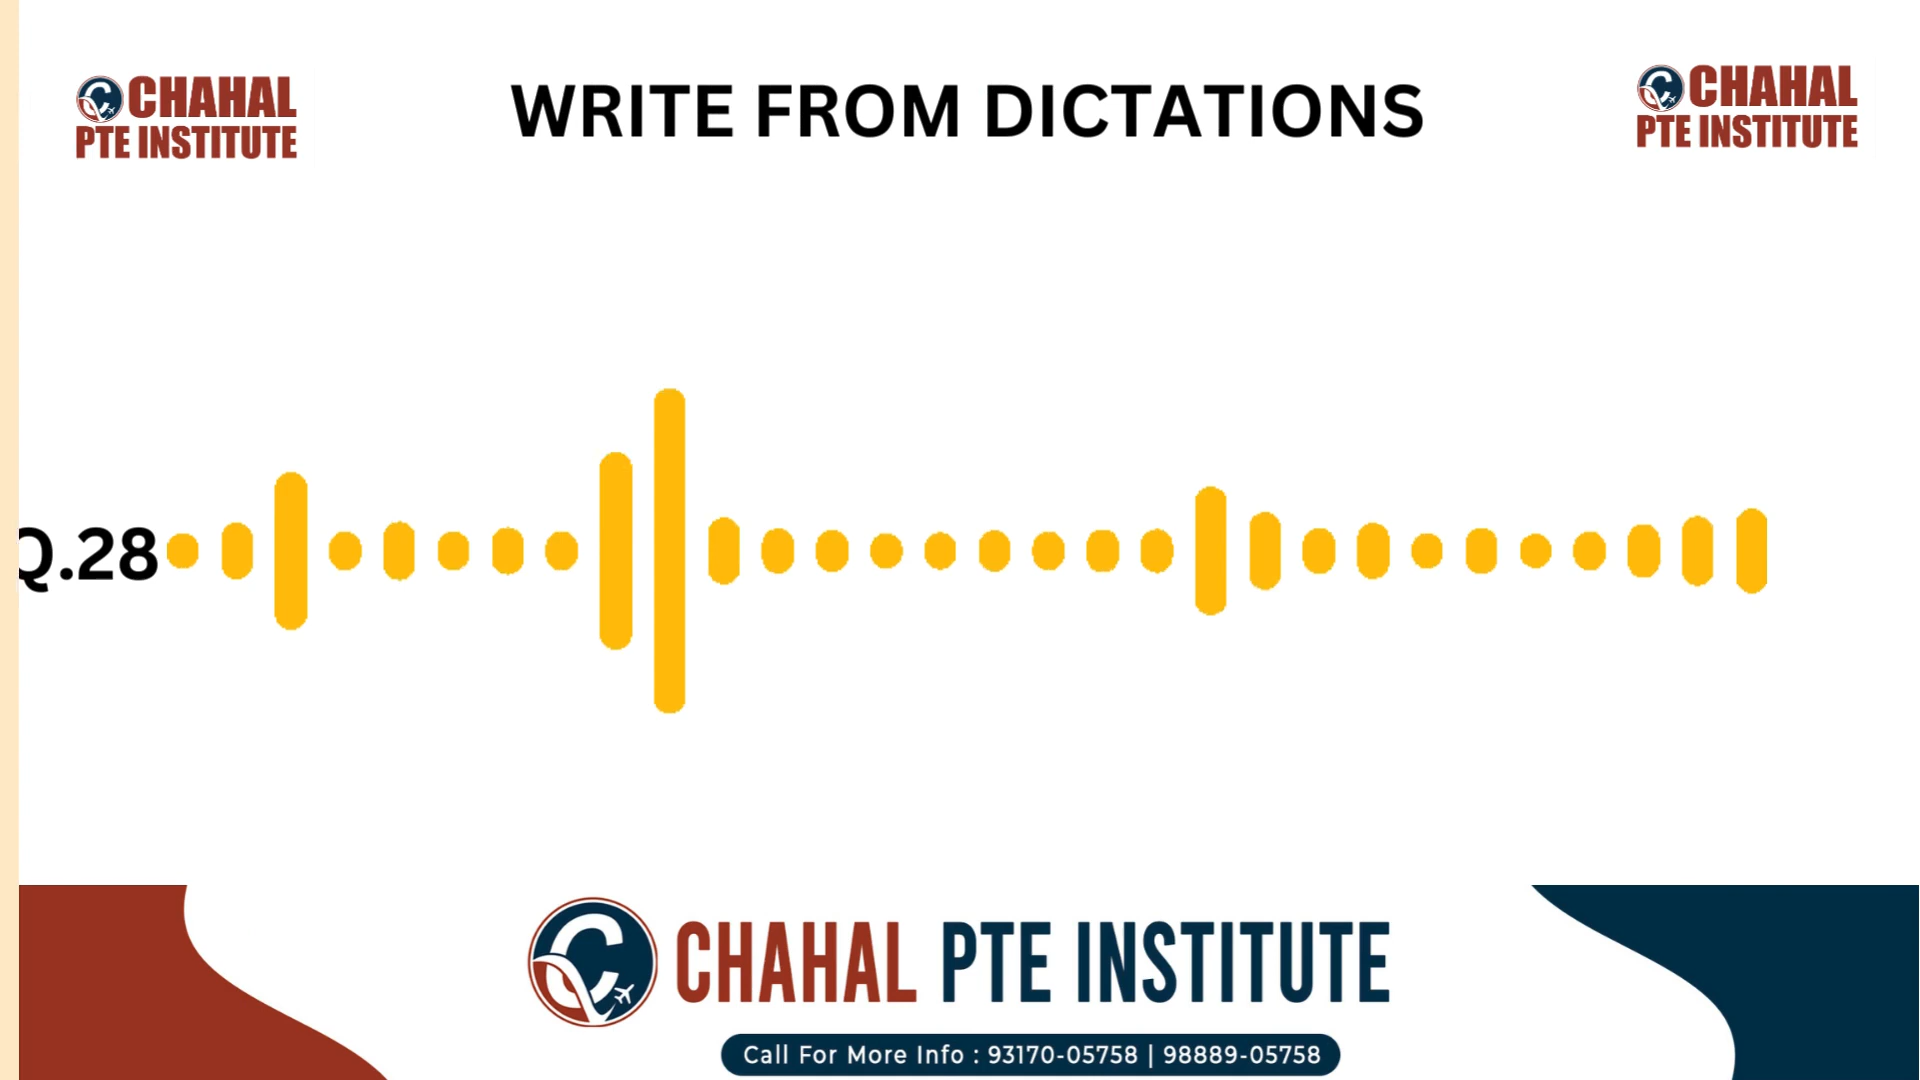 CHAHAL
PTE INSTITUTE
WRITE FROM DICTATIONS
CHAHAL
PTE INSTITUTE
Q.28
CHAHAL PTE INSTITUTE
Call For More Info : 93170-05758 | 98889-05758